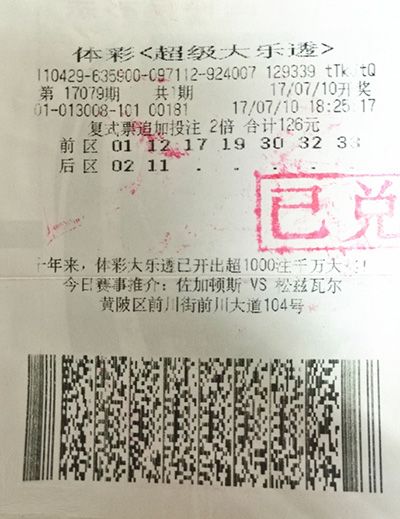 体彩<超级大乐透>
110429-635900-097112-924007 129339
第 17079期 共1期 17/07/10开奖
01-013008-101 00181 17/07/10 18:25:17
复式票追加投注 2倍 合计126元
前区 01 12 17 19 30 32 33
后区 02 11 . . . . .
已兑
十年来，体彩大乐透已开出超1000注千万大
今日赛事推介：佐加顿斯 VS 松兹瓦尔
黄陂区前川街前川大道104号